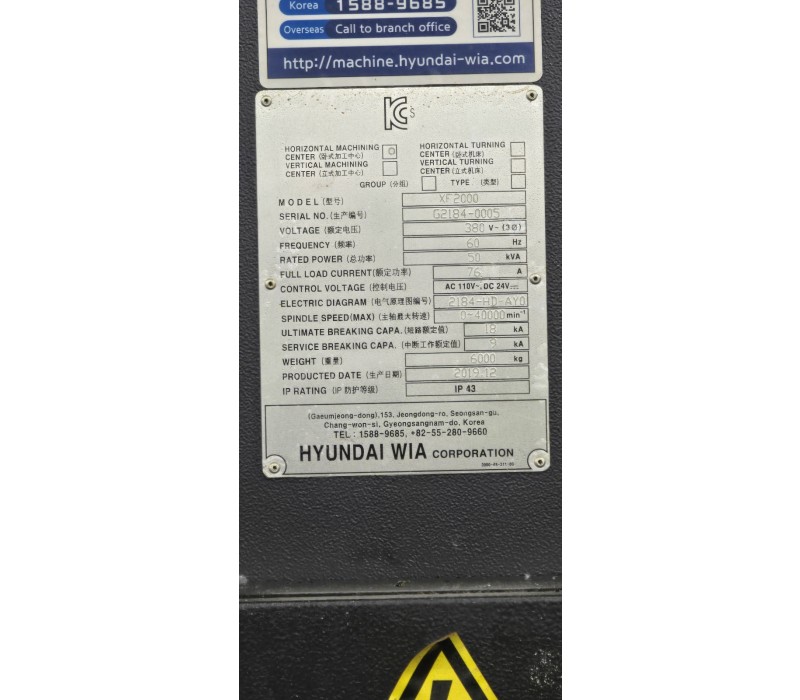 Korea 1588-9685
Overseas Call to branch office
http://machine.hyundai-wia.com
KCs
HORIZONTAL MACHINING CENTER (卧式加工中心) O
HORIZONTAL TURNING CENTER (卧式机床)
VERTICAL MACHINING CENTER (立式加工中心)
VERTICAL TURNING CENTER (立式机床)
GROUP (分组) TYPE (类型)
MODEL (型号) XF2000
SERIAL NO. (生产编号) G2184-0005
VOLTAGE (额定电压) 380 V~(3Ø)
FREQUENCY (频率) 60 Hz
RATED POWER (总功率) 50 kVA
FULL LOAD CURRENT(额定功率) 76 A
CONTROL VOLTAGE (控制电压) AC 110V~, DC 24V⎓
ELECTRIC DIAGRAM (电气原理图编号) 2184-HD-AY0
SPINDLE SPEED(MAX) (主轴最大转速) 0-40000 min⁻¹
ULTIMATE BREAKING CAPA. (短路额定值) 18 kA
SERVICE BREAKING CAPA. (中断工作额定值) 9 kA
WEIGHT (重量) 6000 kg
PRODUCTED DATE (生产日期) 2019.12
IP RATING (IP 防护等级) IP 43
(Gaeumjeong-dong),153, Jeongdong-ro, Seongsan-gu,
Chang-won-si, Gyeongsangnam-do, Korea
TEL : 1588-9685, +82-55-280-9660
HYUNDAI WIA CORPORATION